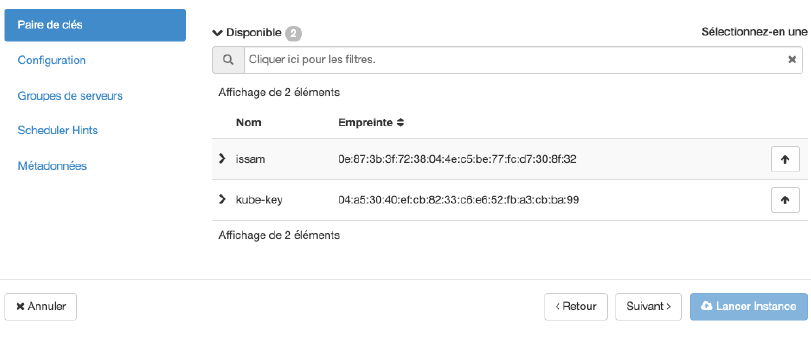 Paire de clés
Configuration
Groupes de serveurs
Scheduler Hints
Métadonnées
Disponible 2
Sélectionnez-en une
Cliquer ici pour les filtres.
Affichage de 2 éléments
Nom Empreinte
issam 0e:87:3b:3f:72:38:04:4e:c5:be:77:fc:d7:30:8f:32
kube-key 04:a5:30:40:ef:cb:82:33:c6:e6:52:fb:a3:cb:ba:99
Affichage de 2 éléments
Annuler
Retour
Suivant
Lancer Instance